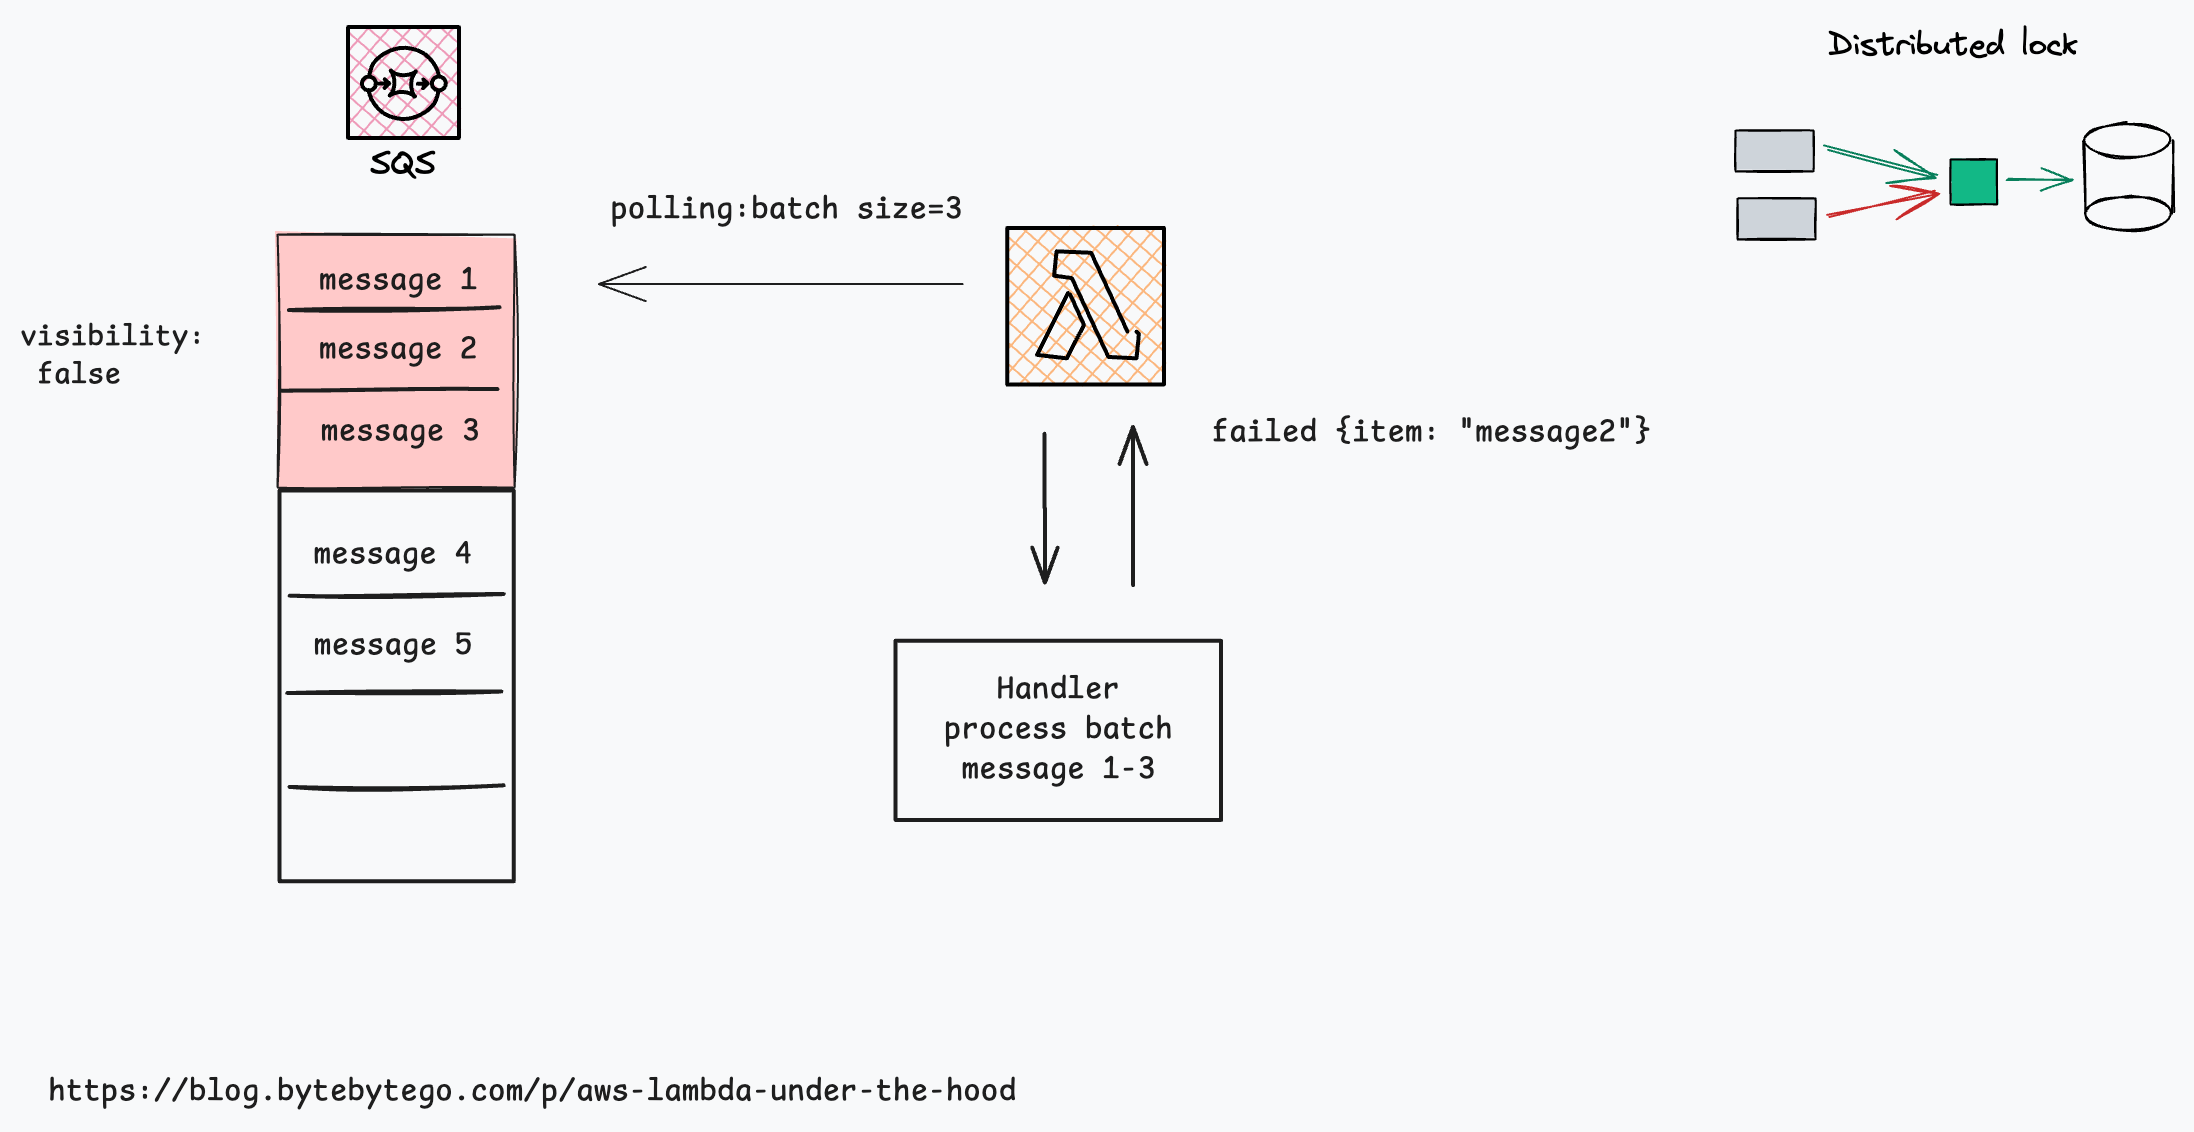 SQS
Distributed lock
polling:batch size=3
message 1
message 2
message 3
visibility:
false
failed {item: "message2"}
message 4
message 5
Handler
process batch
message 1-3
https://blog.bytebytego.com/p/aws-lambda-under-the-hood